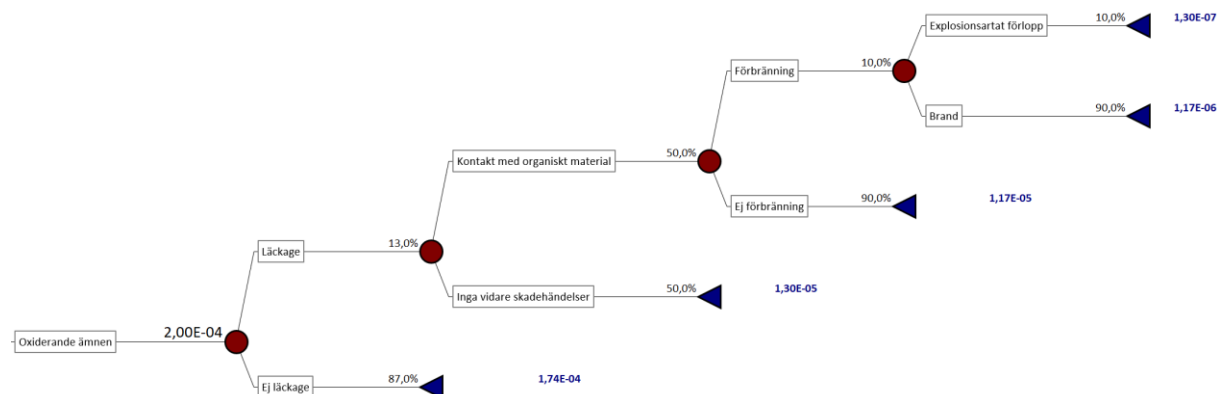 Explosionsartat förlopp 10,0% 1,30E-07
Förbränning 10,0%
Brand 90,0% 1,17E-06
Kontakt med organiskt material 50,0%
Ej förbränning 90,0% 1,17E-05
Läckage 13,0%
Inga vidare skadehändelser 50,0% 1,30E-05
Oxiderande ämnen 2,00E-04
Ej läckage 87,0% 1,74E-04